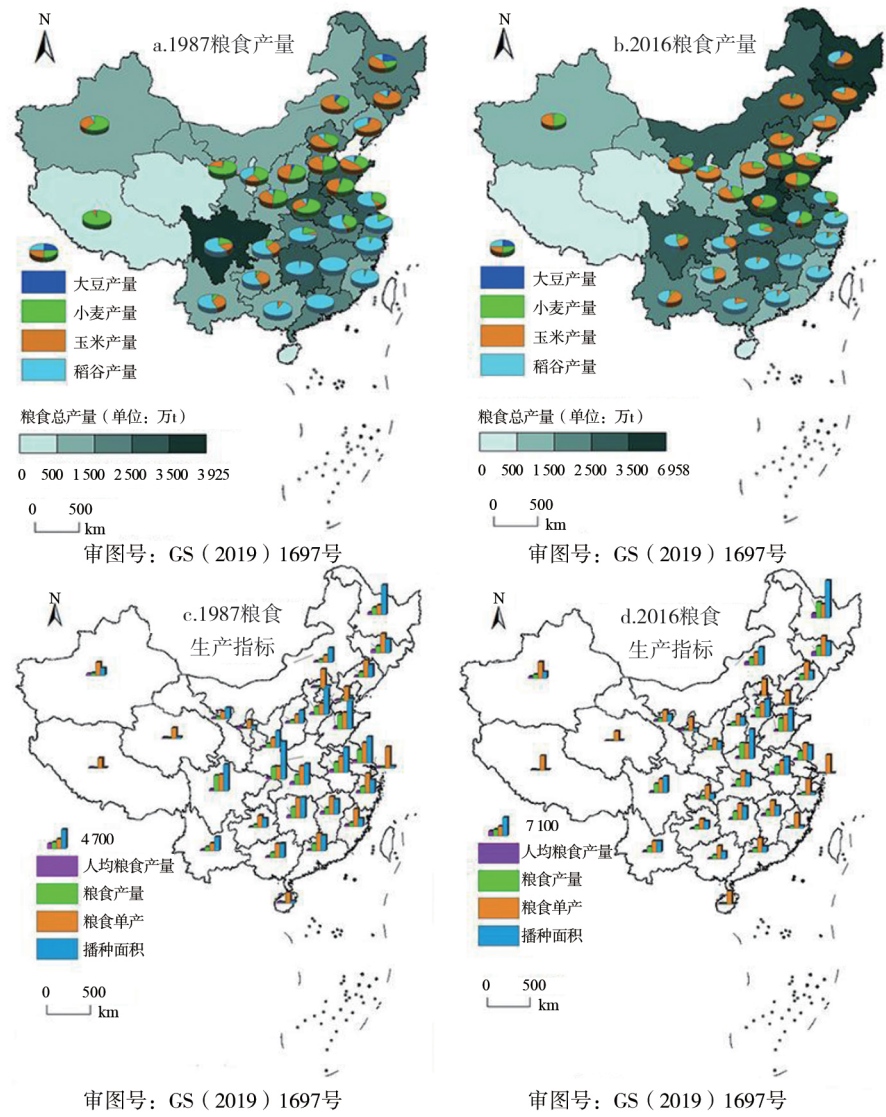 N
a.1987粮食产量
大豆产量
小麦产量
玉米产量
稻谷产量
粮食总产量(单位:万t)
0 500 1 500 2 500 3 500 3 925
0 500
km
审图号:GS(2019)1697号
N
b.2016粮食产量
大豆产量
小麦产量
玉米产量
稻谷产量
粮食总产量(单位:万t)
0 500 1 500 2 500 3 500 6 958
0 500
km
审图号:GS(2019)1697号
N
c.1987粮食
生产指标
4 700
人均粮食产量
粮食产量
粮食单产
播种面积
0 500
km
审图号:GS(2019)1697号
N
d.2016粮食
生产指标
7 100
人均粮食产量
粮食产量
粮食单产
播种面积
0 500
km
审图号:GS(2019)1697号